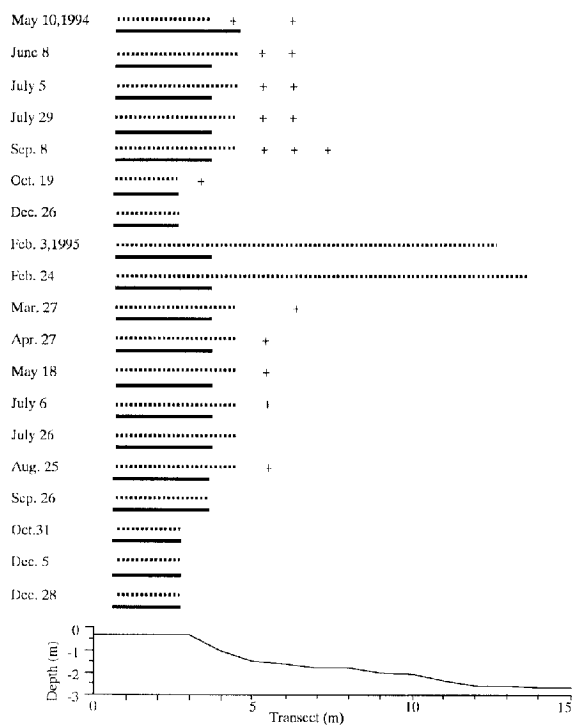 May 10,1994 + +
June 8 + +
July 5 + +
July 29 + +
Sep. 8 + + +
Oct. 19 +
Dec. 26
Feb. 3,1995
Feb. 24
Mar. 27 +
Apr. 27 +
May 18 +
July 6 +
July 26
Aug. 25 +
Sep. 26
Oct.31
Dec. 5
Dec. 28
Depth (m)
0
-1
-2
-3
0 5 10 15
Transect (m)